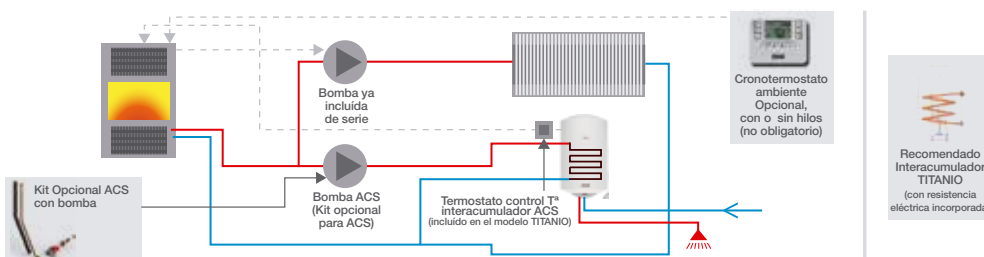 Bomba ya
incluída
de serie
Cronotermostato
ambiente
Opcional,
con o sin hilos
(no obligatorio)
Kit Opcional ACS
con bomba
Bomba ACS
(Kit opcional
para ACS)
Termostato control Tª
interacumulador ACS
(incluído en el modelo TITANIO)
Recomendado
Interacumulador
TITANIO
(con resistencia
eléctrica incorporada